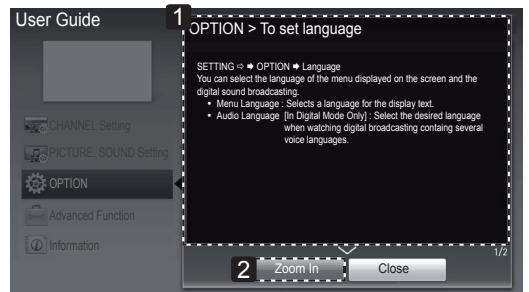 User Guide
1
OPTION > To set language
SETTING ⇨ ➡ OPTION ➡ Language
You can select the language of the menu displayed on the screen and the
digital sound broadcasting.
• Menu Language : Selects a language for the display text.
• Audio Language [In Digital Mode Only] : Select the desired language
when watching digital broadcasting containg several
voice languages.
CHANNEL Setting
PICTURE, SOUND Setting
OPTION
Advanced Function
Information
1/2
2
Zoom In
Close